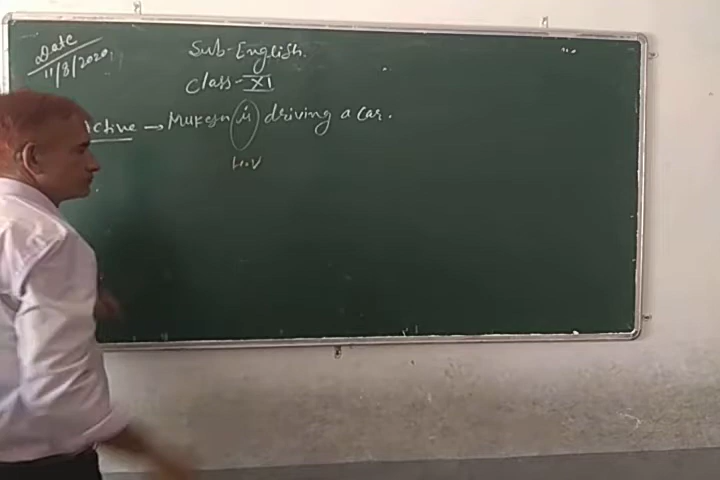 Date
11/8/2020
Sub-English.
Class-XI
Active → Mukesh is driving a car.
H.V